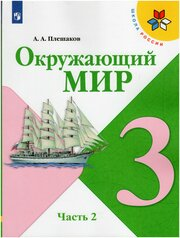 ШКОЛА РОССИИ
А. А. Плешаков
Окружающий
МИР
3
Часть 2